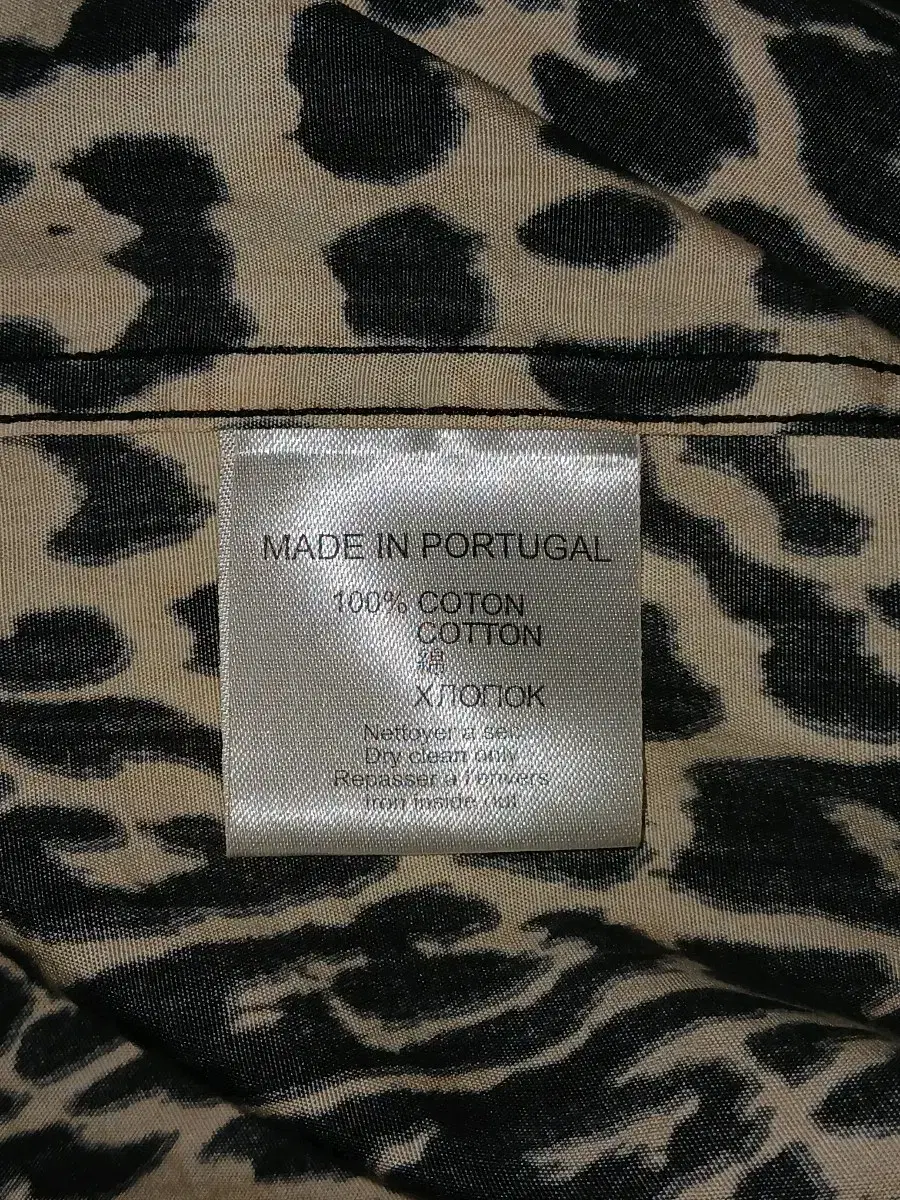 MADE IN PORTUGAL
100% COTON
COTTON
綿
ХЛОПОК
Nettoyer a sec
Dry clean only
Repasser a l'envers
Iron inside out